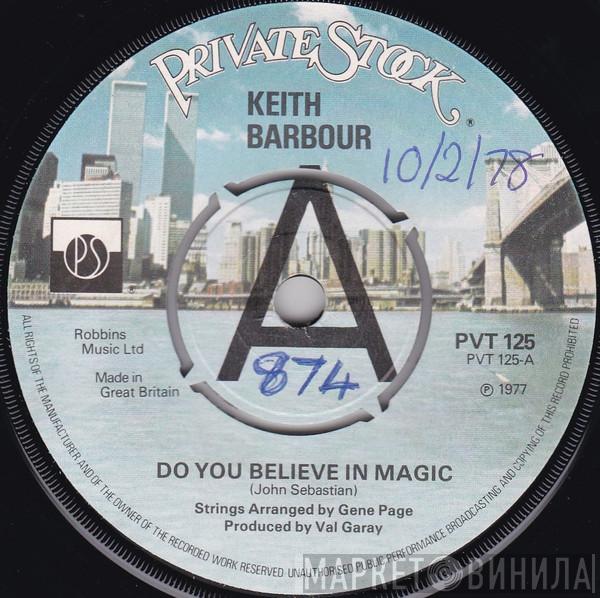 PRIVATE STOCK
®
KEITH
BARBOUR
10/2/78
A
PS
®
Robbins
Music Ltd
Made in
Great Britain
PVT 125
PVT 125-A
℗ 1977
874
DO YOU BELIEVE IN MAGIC
(John Sebastian)
Strings Arranged by Gene Page
Produced by Val Garay
ALL RIGHTS OF THE MANUFACTURER AND OF THE OWNER OF THE RECORDED WORK RESERVED·UNAUTHORISED PUBLIC PERFORMANCE BROADCASTING AND COPYING OF THIS RECORD PROHIBITED
МАРКЕТ ВИНИЛА